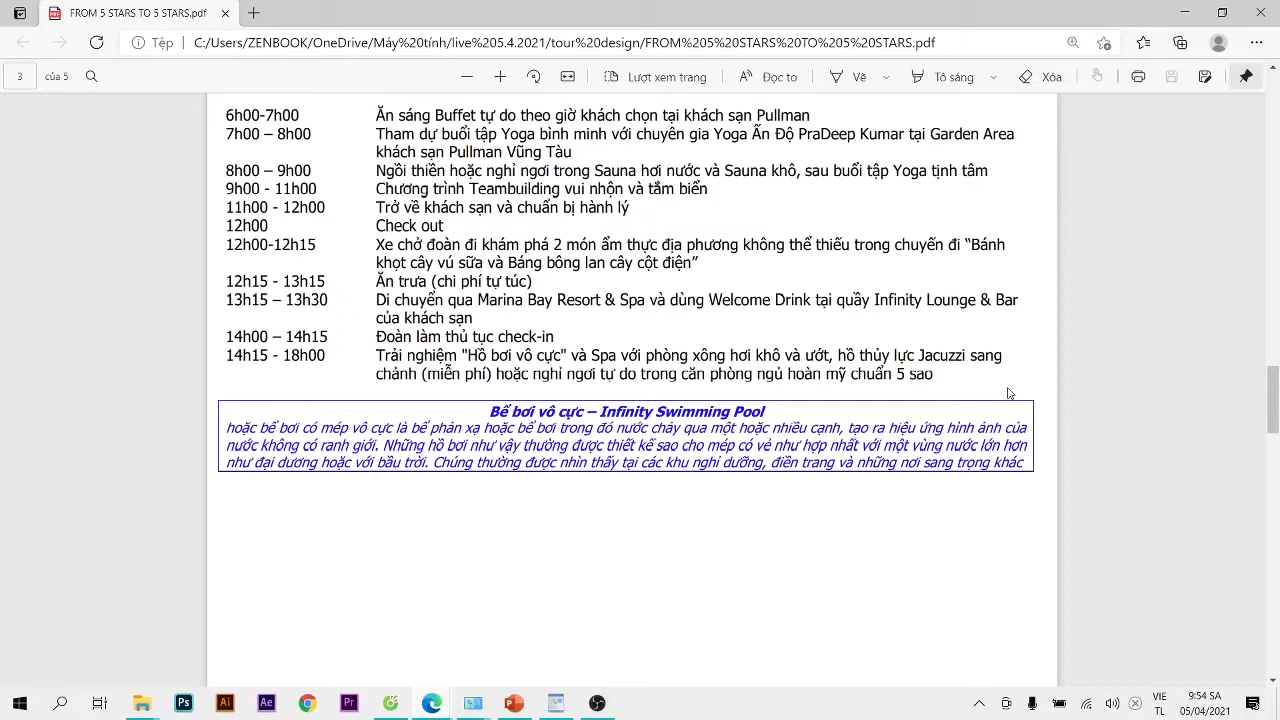 FROM 5 STARS TO 5 STARS.pdf
Tệp | C:/Users/ZENBOOK/OneDrive/Máy%20tính/live%205.4.2021/tour%20design/FROM%205%20STARS%20TO%205%20STARS.pdf
3 của 5 Lượt xem trang Đọc to Vẽ Tô sáng Xóa
6h00-7h00 Ăn sáng Buffet tự do theo giờ khách chọn tại khách sạn Pullman
7h00 – 8h00 Tham dự buổi tập Yoga bình minh với chuyên gia Yoga Ấn Độ PraDeep Kumar tại Garden Area
khách sạn Pullman Vũng Tàu
8h00 – 9h00 Ngồi thiền hoặc nghỉ ngơi trong Sauna hơi nước và Sauna khô, sau buổi tập Yoga tịnh tâm
9h00 - 11h00 Chương trình Teambuilding vui nhộn và tắm biển
11h00 - 12h00 Trở về khách sạn và chuẩn bị hành lý
12h00 Check out
12h00-12h15 Xe chở đoàn đi khám phá 2 món ẩm thực địa phương không thể thiếu trong chuyến đi “Bánh
khọt cây vú sữa và Báng bông lan cây cột điện”
12h15 - 13h15 Ăn trưa (chi phí tự túc)
13h15 – 13h30 Di chuyển qua Marina Bay Resort & Spa và dùng Welcome Drink tại quầy Infinity Lounge & Bar
của khách sạn
14h00 – 14h15 Đoàn làm thủ tục check-in
14h15 - 18h00 Trải nghiệm "Hồ bơi vô cực" và Spa với phòng xông hơi khô và ướt, hồ thủy lực Jacuzzi sang
chảnh (miễn phí) hoặc nghỉ ngơi tự do trong căn phòng ngủ hoàn mỹ chuẩn 5 sao
Bể bơi vô cực – Infinity Swimming Pool
hoặc bể bơi có mép vô cực là bể phản xạ hoặc bể bơi trong đó nước chảy qua một hoặc nhiều cạnh, tạo ra hiệu ứng hình ảnh của
nước không có ranh giới. Những hồ bơi như vậy thường được thiết kế sao cho mép có vẻ như hợp nhất với một vùng nước lớn hơn
như đại dương hoặc với bầu trời. Chúng thường được nhìn thấy tại các khu nghỉ dưỡng, điền trang và những nơi sang trọng khác
Ps Ai Ae Pr
VIE 9:54 SA
TL 05/04/2021